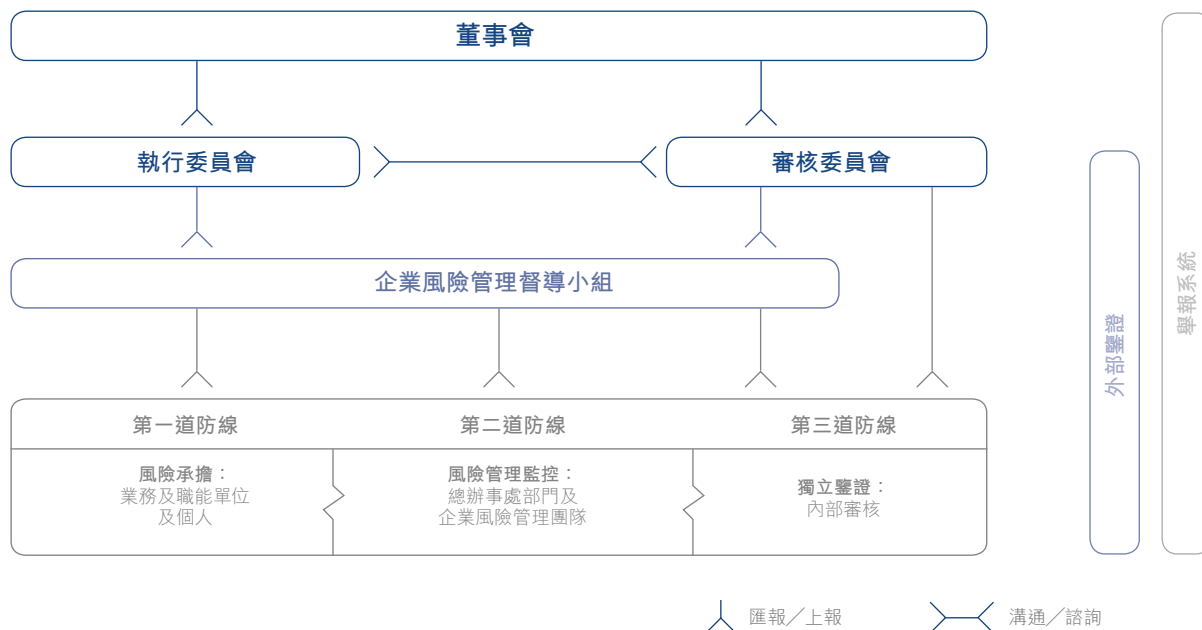 董事會
執行委員會
審核委員會
企業風險管理督導小組
第一道防線
第二道防線
第三道防線
風險承擔：
業務及職能單位
及個人
風險管理監控：
總辦事處部門及
企業風險管理團隊
獨立鑒證：
內部審核
外部鑒證
舉報系統
匯報／上報
溝通／諮詢